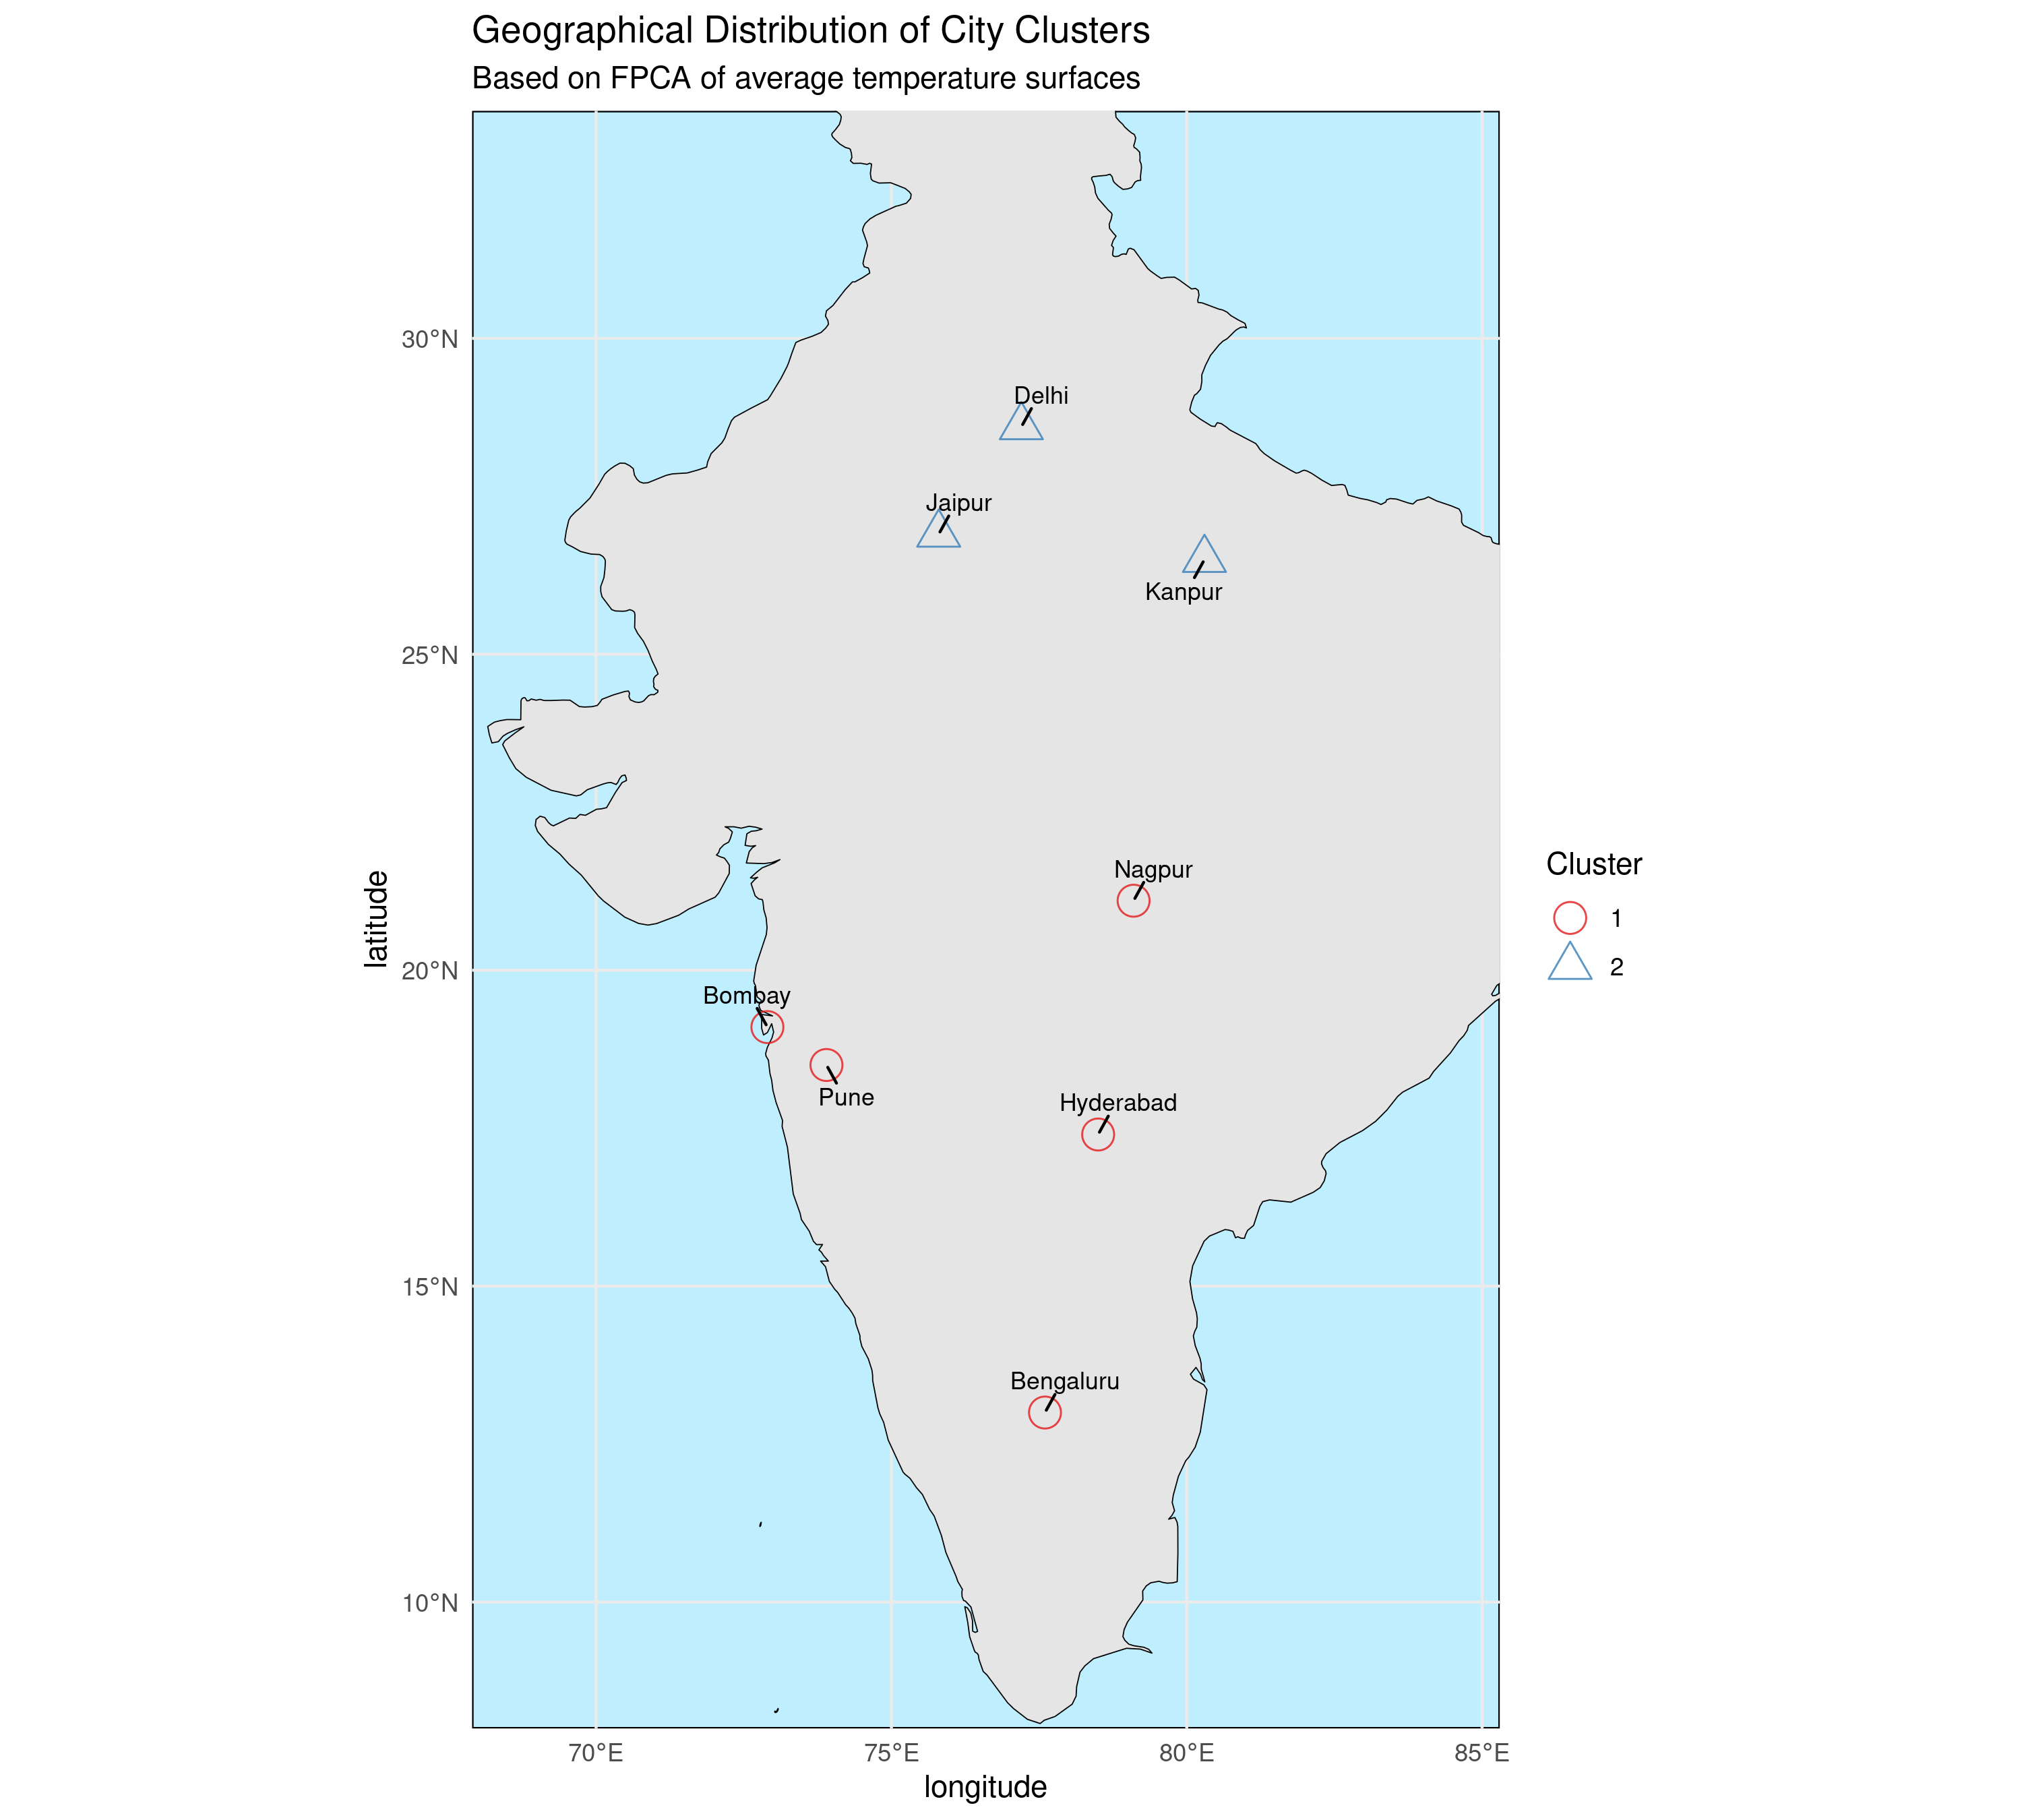 Geographical Distribution of City Clusters
Based on FPCA of average temperature surfaces
30°N
25°N
20°N
15°N
10°N
latitude
Delhi
Jaipur
Kanpur
Nagpur
Bombay
Pune
Hyderabad
Bengaluru
70°E
75°E
80°E
85°E
longitude
Cluster
1
2